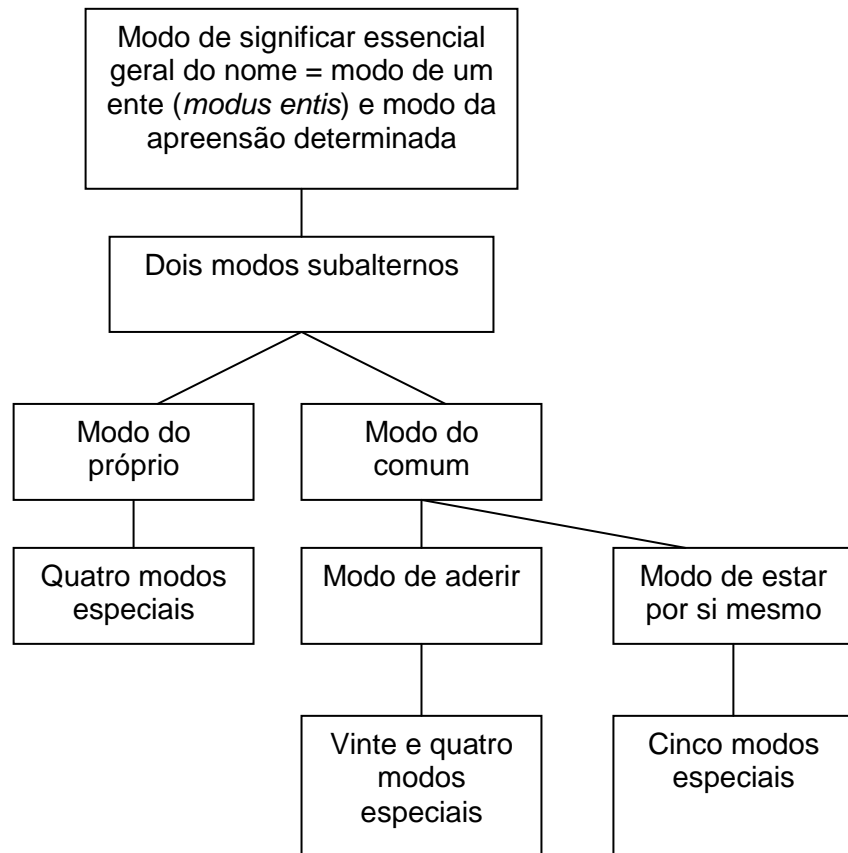 Modo de significar essencial
geral do nome = modo de um
ente (modus entis) e modo da
apreensão determinada
Dois modos subalternos
Modo do
próprio
Modo do
comum
Quatro modos
especiais
Modo de aderir
Modo de estar
por si mesmo
Vinte e quatro
modos
especiais
Cinco modos
especiais